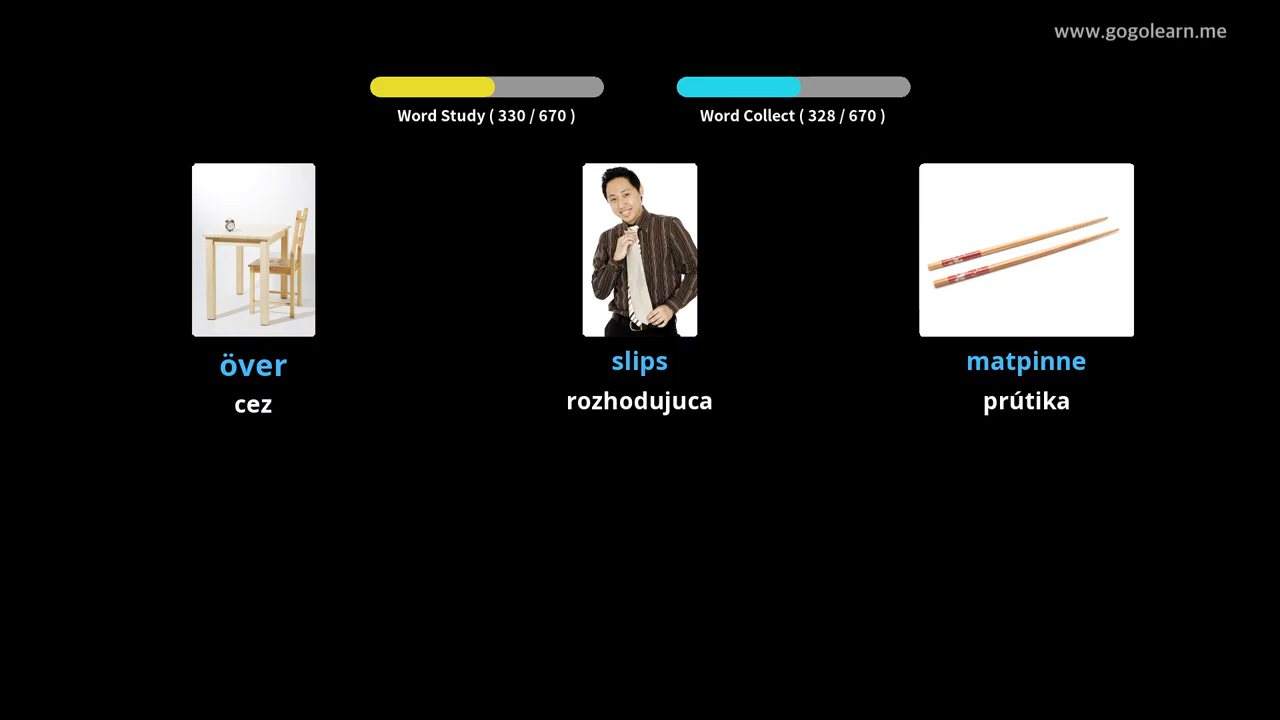 www.gogolearn.me
Word Study ( 330 / 670 )
Word Collect ( 328 / 670 )
över
cez
slips
rozhodujuca
matpinne
prútika